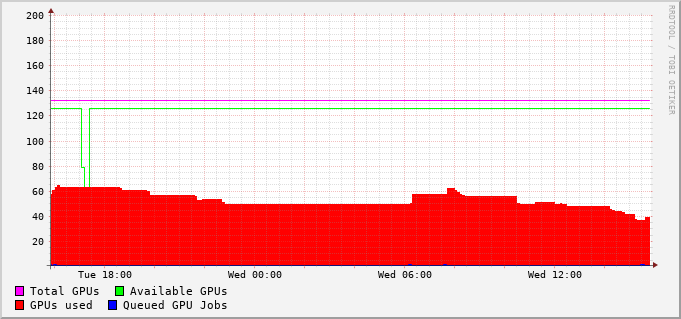 200
180
160
140
120
100
80
60
40
20
Tue 18:00 Wed 00:00 Wed 06:00 Wed 12:00
Total GPUs Available GPUs
GPUs used Queued GPU Jobs
RRDTOOL / TOBI OETIKER